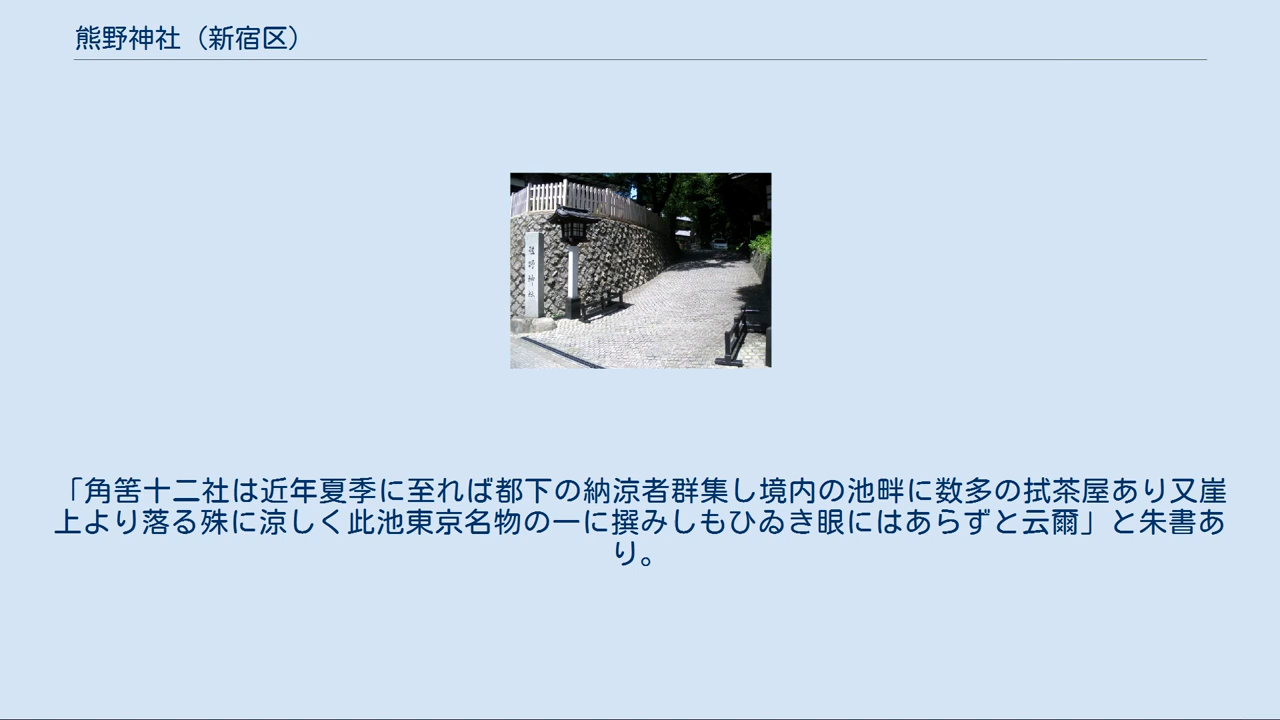 熊野神社（新宿区）
熊野神社
「角筈十二社は近年夏季に至れば都下の納涼者群集し境内の池畔に数多の拭茶屋あり又崖
上より落る殊に涼しく此池東京名物の一に撰みしもひゐき眼にはあらずと云爾」と朱書あ
り。